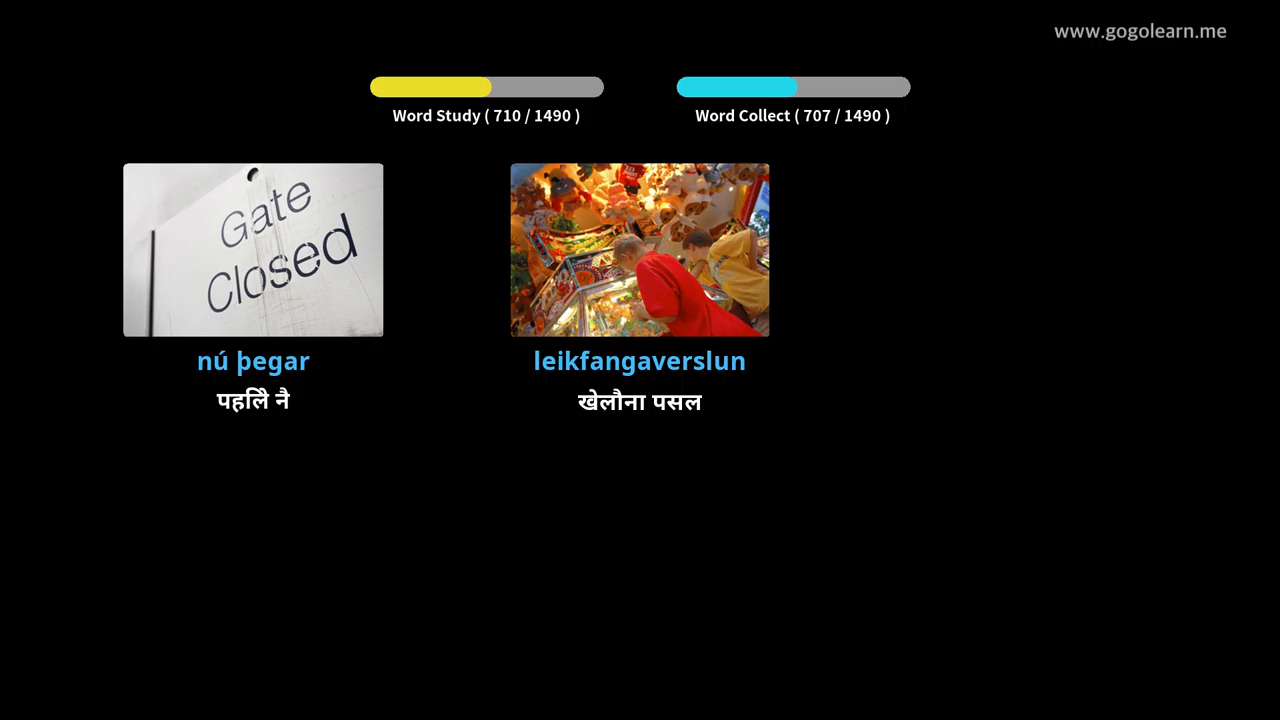 www.gogolearn.me
Word Study ( 710 / 1490 )
Word Collect ( 707 / 1490 )
Gate
Closed
nú þegar
पहिले नै
leikfangaverslun
खेलौना पसल